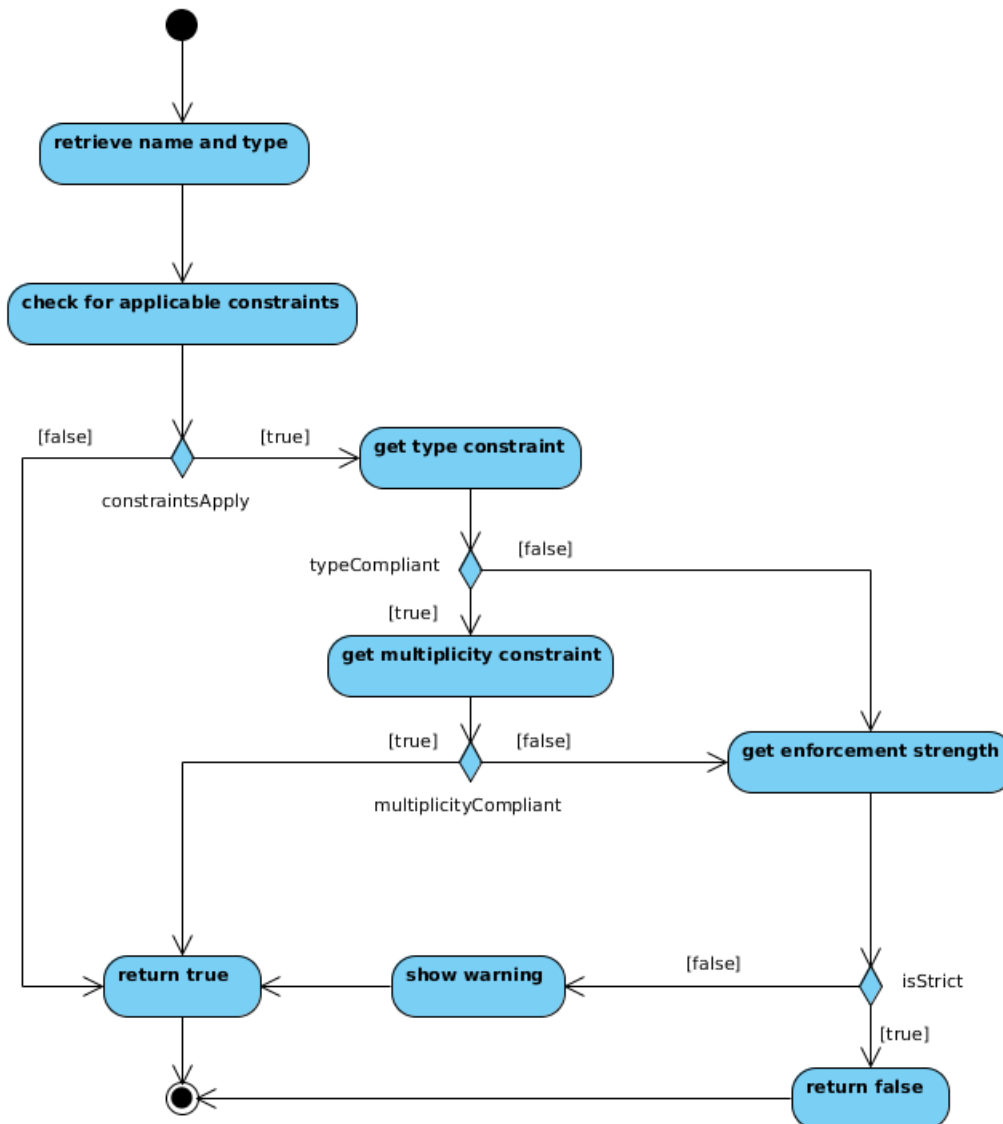 retrieve name and type
check for applicable constraints
[false]
[true]
get type constraint
constraintsApply
[false]
typeCompliant
[true]
get multiplicity constraint
[true]
[false]
get enforcement strength
multiplicityCompliant
[false]
return true
show warning
isStrict
[true]
return false